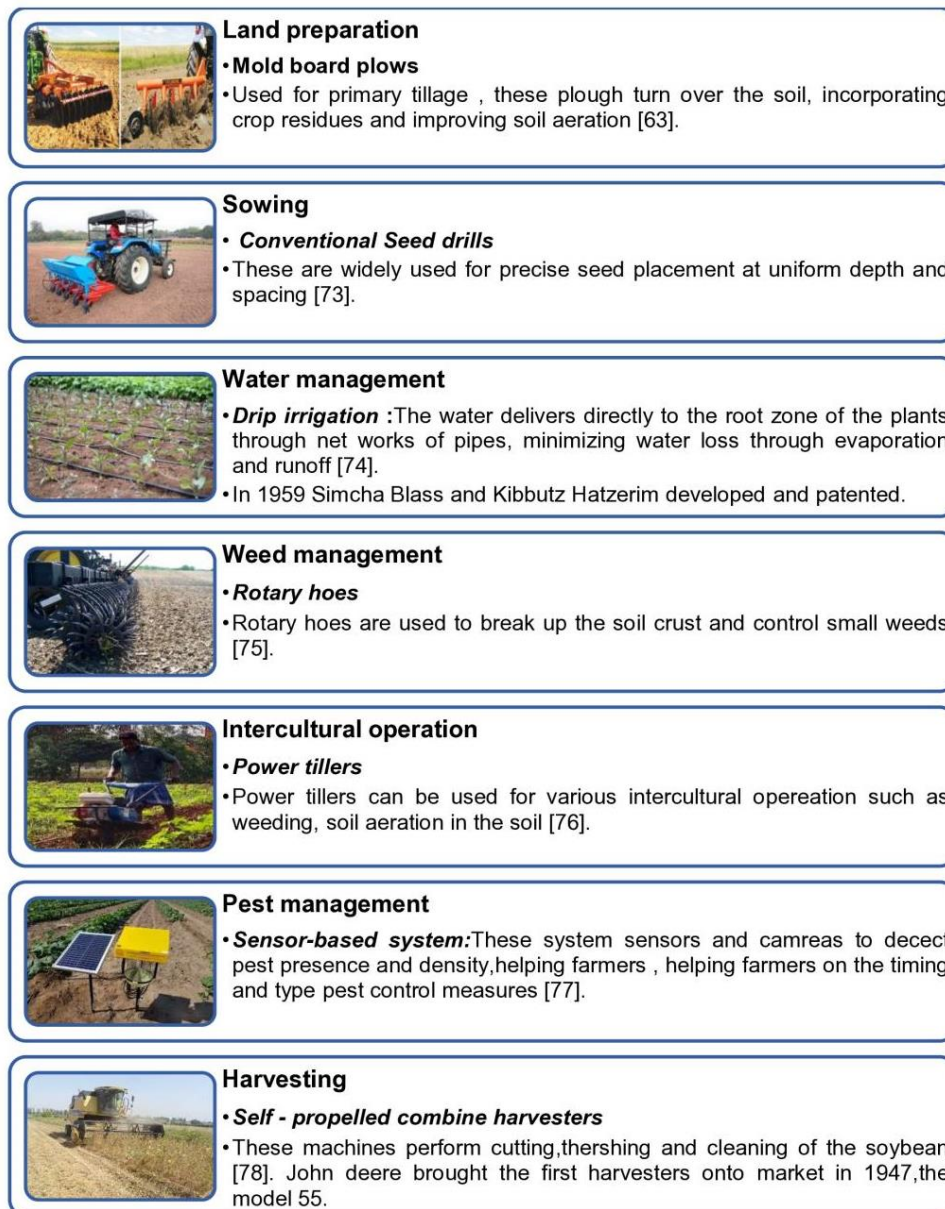 Land preparation
•Mold board plows
•Used for primary tillage , these plough turn over the soil, incorporating
crop residues and improving soil aeration [63].
Sowing
• Conventional Seed drills
•These are widely used for precise seed placement at uniform depth and
spacing [73].
Water management
•Drip irrigation :The water delivers directly to the root zone of the plants
through net works of pipes, minimizing water loss through evaporation
and runoff [74].
•In 1959 Simcha Blass and Kibbutz Hatzerim developed and patented.
Weed management
•Rotary hoes
•Rotary hoes are used to break up the soil crust and control small weeds
[75].
Intercultural operation
•Power tillers
•Power tillers can be used for various intercultural opereation such as
weeding, soil aeration in the soil [76].
Pest management
•Sensor-based system:These system sensors and camreas to decect
pest presence and density,helping farmers , helping farmers on the timing
and type pest control measures [77].
Harvesting
•Self - propelled combine harvesters
•These machines perform cutting,thershing and cleaning of the soybean
[78]. John deere brought the first harvesters onto market in 1947,the
model 55.